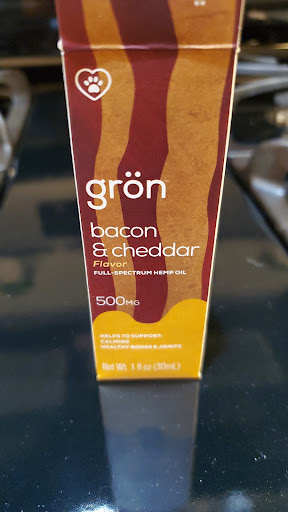 grön
bacon
& cheddar
Flavor
FULL-SPECTRUM HEMP OIL
500MG
HELPS TO SUPPORT:
CALMING
HEALTHY BONES & JOINTS
Net Wt. 1 fl oz (30mL)